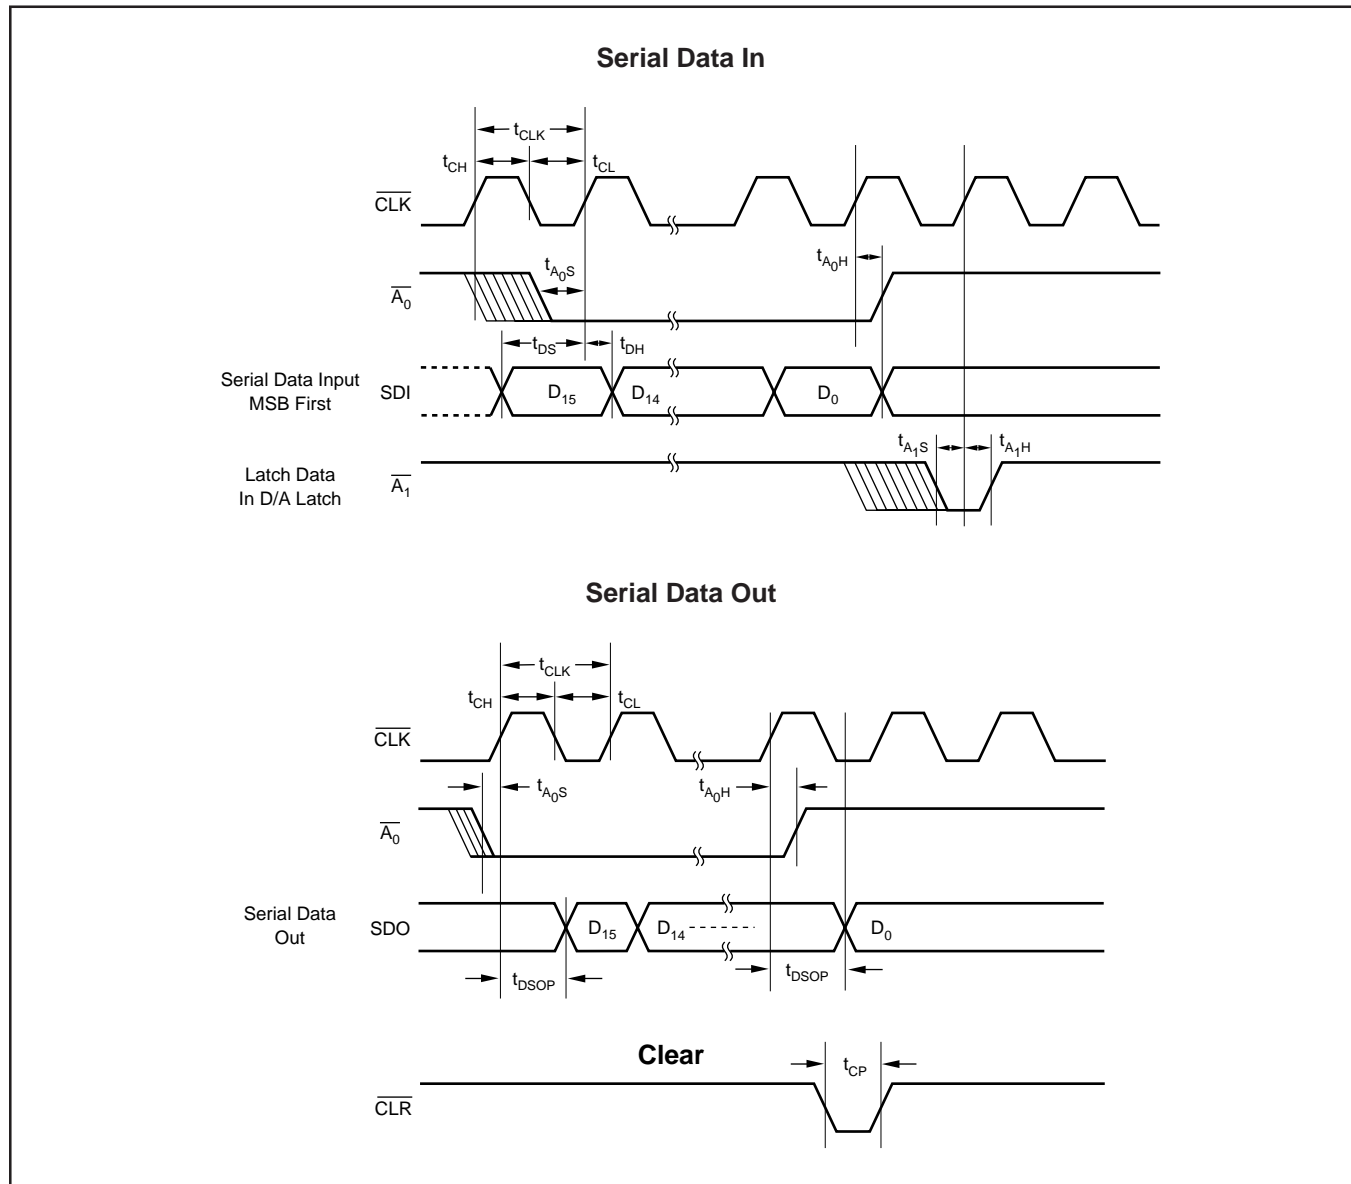 Serial Data In
tCLK
tCH tCL
CLK
tA0H
tA0S
A0
tDS tDH
Serial Data Input
MSB First
SDI D15 D14 D0
tA1S tA1H
Latch Data
In D/A Latch
A1
Serial Data Out
tCLK
tCH tCL
CLK
tA0S tA0H
A0
Serial Data
Out
SDO D15 D14 D0
tDSOP tDSOP
Clear
tCP
CLR